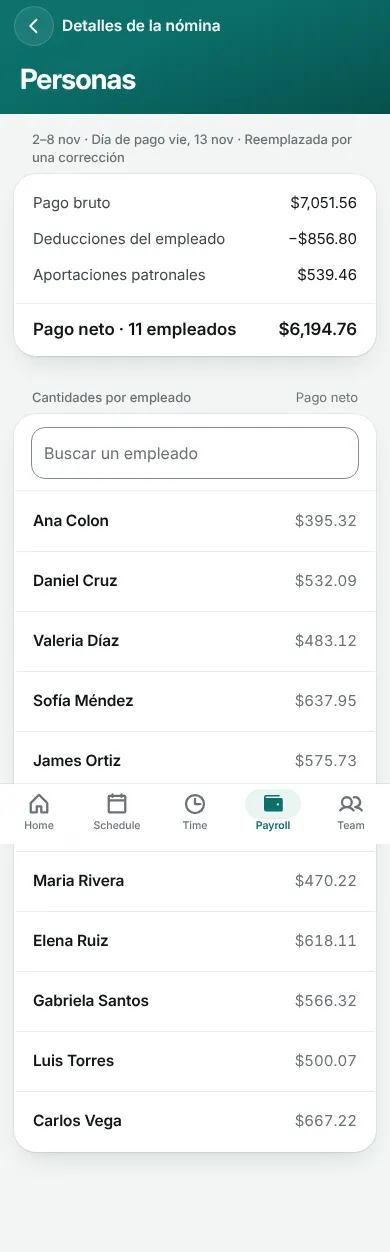 Detalles de la nómina
Personas
2–8 nov · Día de pago vie, 13 nov · Reemplazada por
una corrección
Pago bruto $7,051.56
Deducciones del empleado −$856.80
Aportaciones patronales $539.46
Pago neto · 11 empleados $6,194.76
Cantidades por empleado Pago neto
Buscar un empleado
Ana Colon $395.32
Daniel Cruz $532.09
Valeria Díaz $483.12
Sofía Méndez $637.95
James Ortiz $575.73
Home Schedule Time Payroll Team
Maria Rivera $470.22
Elena Ruiz $618.11
Gabriela Santos $566.32
Luis Torres $500.07
Carlos Vega $667.22